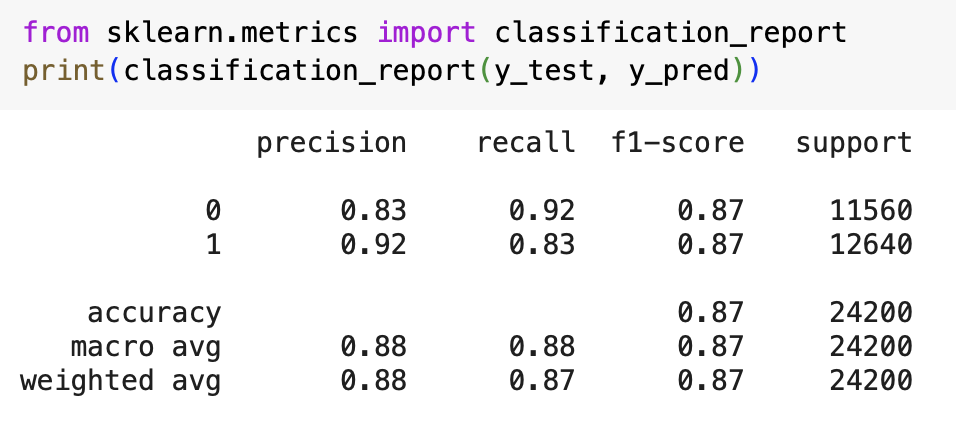 from sklearn.metrics import classification_report
print(classification_report(y_test, y_pred))
precision recall f1-score support
0 0.83 0.92 0.87 11560
1 0.92 0.83 0.87 12640
accuracy 0.87 24200
macro avg 0.88 0.88 0.87 24200
weighted avg 0.88 0.87 0.87 24200